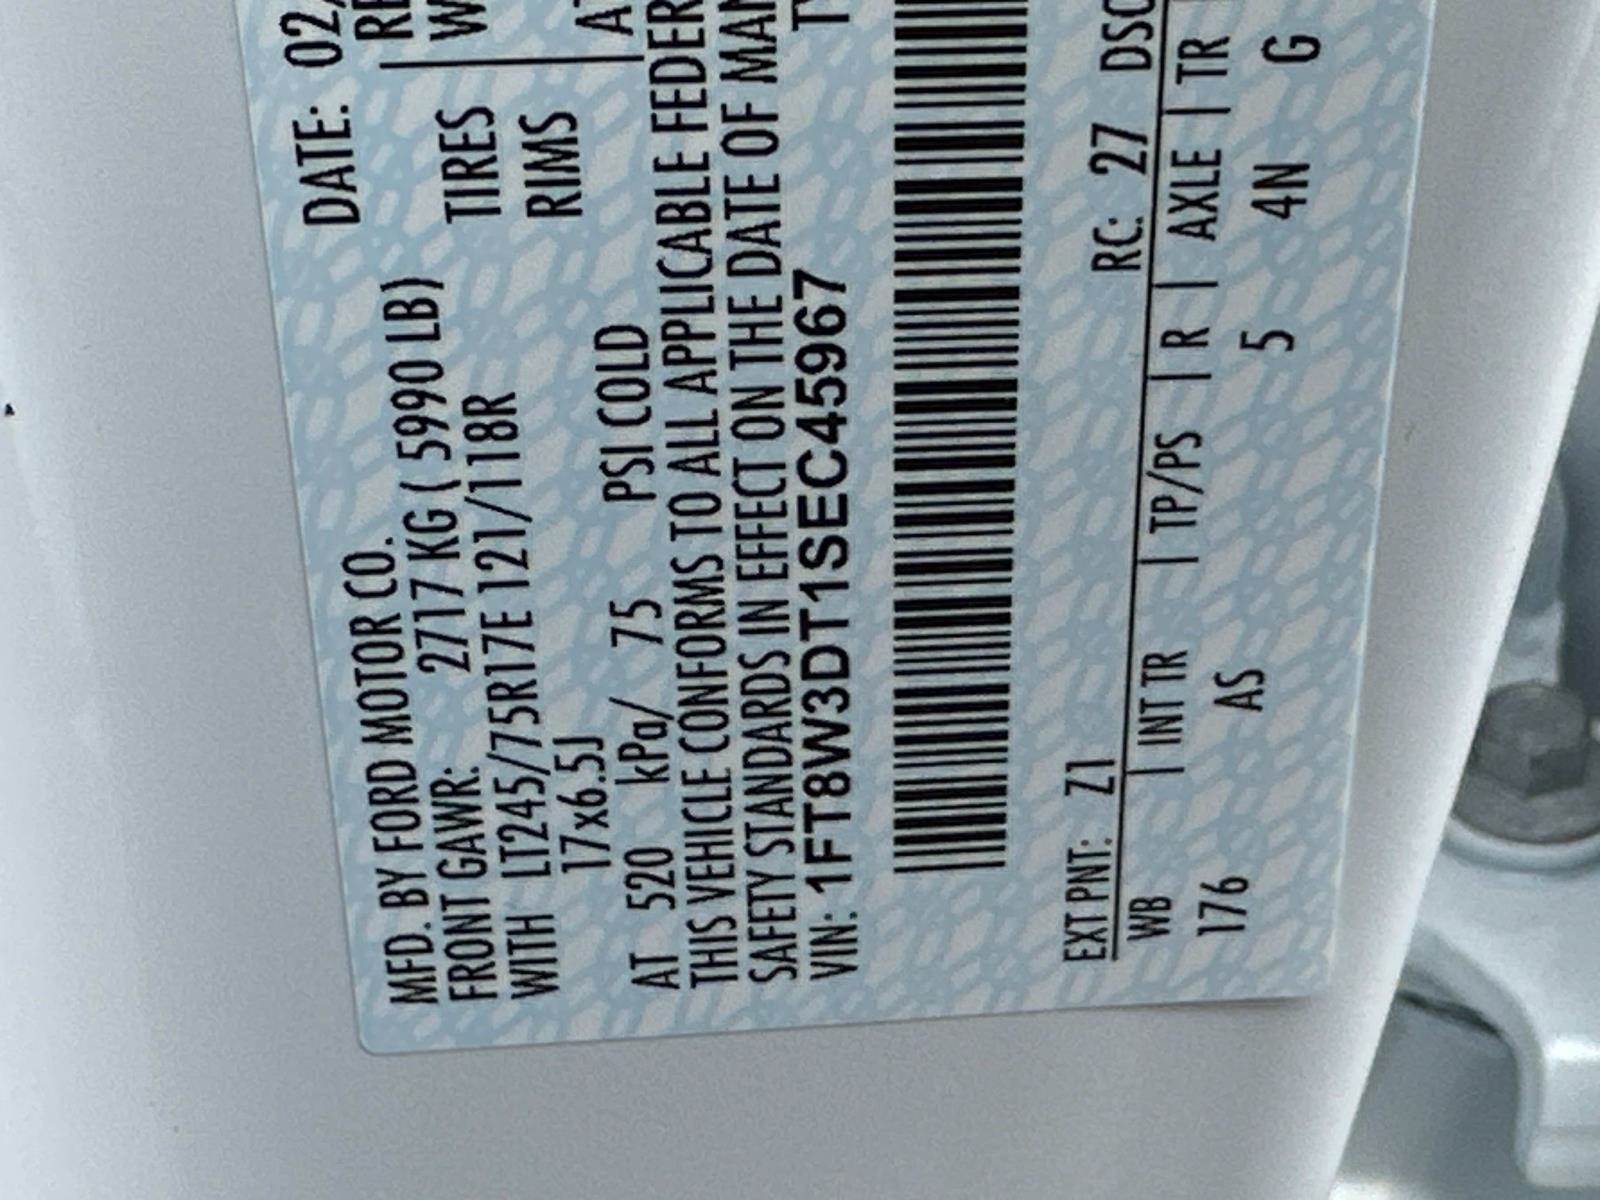 MFD. BY FORD MOTOR CO.
DATE: 02
FRONT GAWR: 2717 KG ( 5990 LB)
WITH LT245/75R17E 121/118R TIRES
17x6.5J RIMS
AT 520 kPa/ 75 PSI COLD
THIS VEHICLE CONFORMS TO ALL APPLICABLE FEDER
SAFETY STANDARDS IN EFFECT ON THE DATE OF MAN
VIN: 1FT8W3DT1SEC45967
EXT PNT: Z1 RC: 27 DSO
WB | INT TR | TP/PS | R | AXLE | TR
176 AS 5 4N G